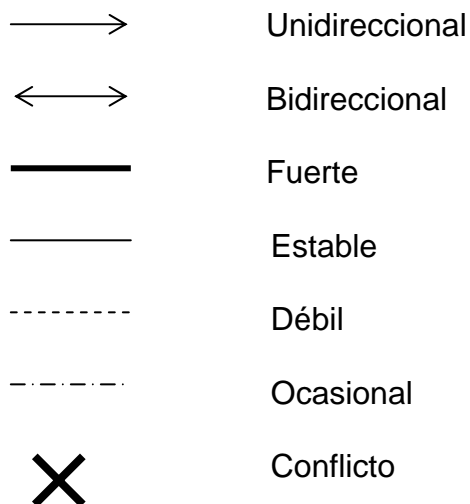 Unidireccional
Bidireccional
Fuerte
Estable
Débil
Ocasional
Conflicto